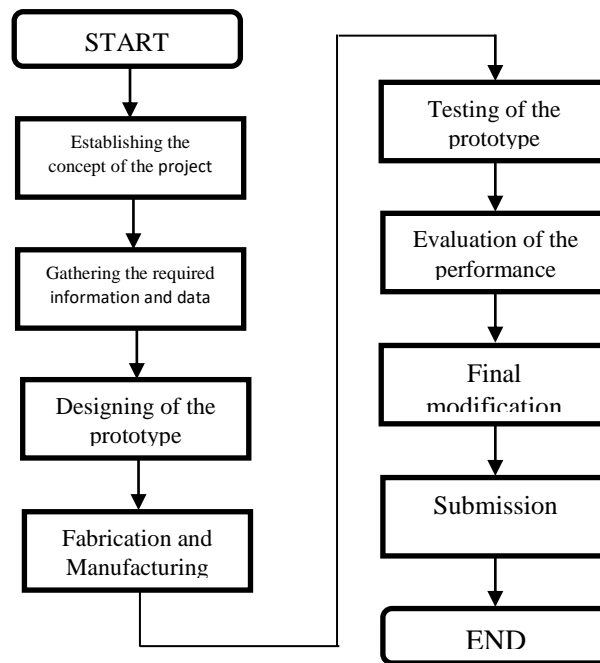 START
Establishing the
concept of the project
Gathering the required
information and data
Designing of the
prototype
Fabrication and
Manufacturing
Testing of the
prototype
Evaluation of the
performance
Final
modification
Submission
END